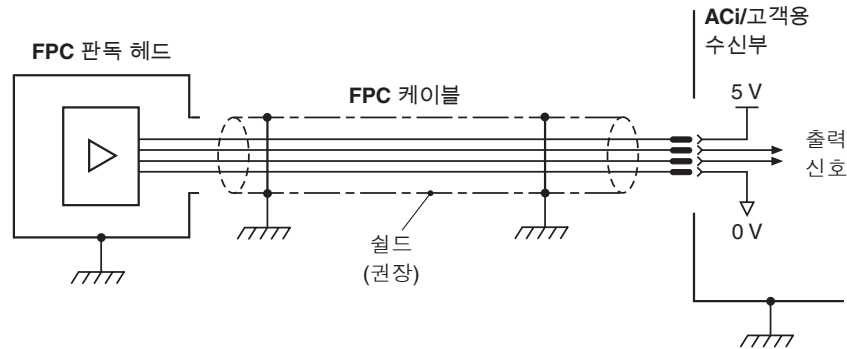 FPC 판독 헤드
FPC 케이블
ACi/고객용
수신부
5 V
출력
신호
0 V
쉴드
(권장)